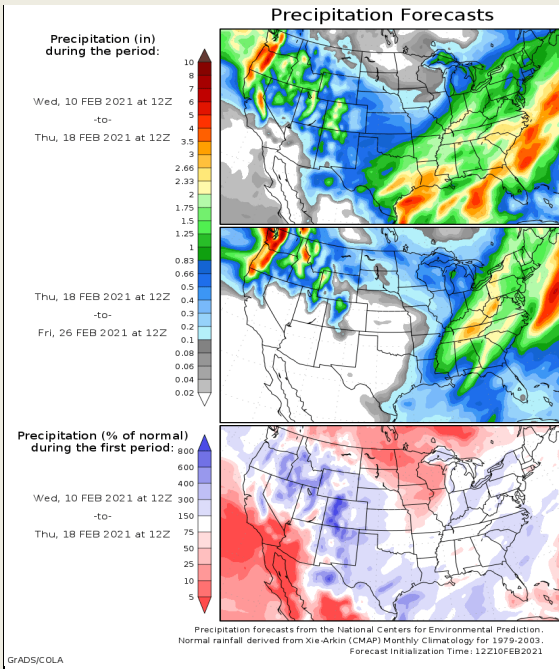 Precipitation Forecasts
Precipitation (in)
during the period:
Wed, 10 FEB 2021 at 12Z
-to-
Thu, 18 FEB 2021 at 12Z
10
8
7
6
5
4
3.5
3
2.66
2.33
2
1.75
1.5
1.25
1
0.83
0.66
0.5
0.4
0.3
0.2
0.1
0.08
0.06
0.04
0.02
Thu, 18 FEB 2021 at 12Z
-to-
Fri, 26 FEB 2021 at 12Z
Precipitation (% of normal)
during the first period:
Wed, 10 FEB 2021 at 12Z
-to-
Thu, 18 FEB 2021 at 12Z
800
600
400
300
150
75
50
25
10
5
Precipitation forecasts from the National Centers for Environmental Prediction.
Normal rainfall derived from Xie-Arkin (CMAP) Monthly Climatology for 1979-2003.
Forecast Initialization Time: 12Z10FEB2021
GrADS/COLA